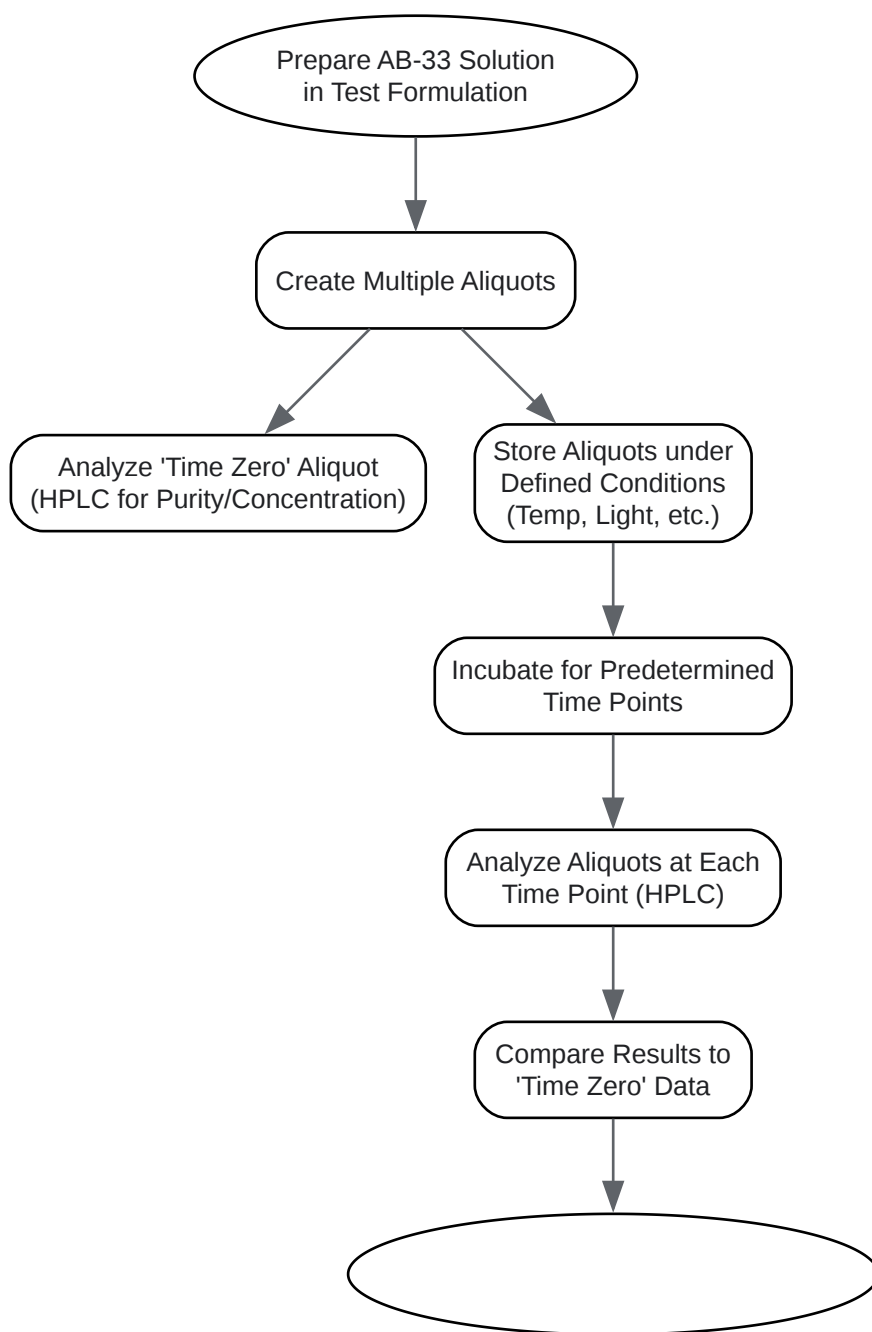 Prepare AB-33 Solution
in Test Formulation
Create Multiple Aliquots
Analyze 'Time Zero' Aliquot
(HPLC for Purity/Concentration)
Store Aliquots under
Defined Conditions
(Temp, Light, etc.)
Incubate for Predetermined
Time Points
Analyze Aliquots at Each
Time Point (HPLC)
Compare Results to
'Time Zero' Data